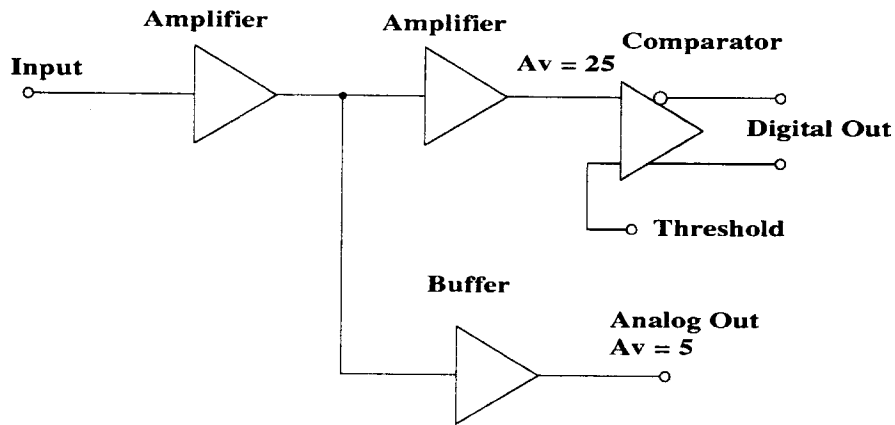 Amplifier
Amplifier
Comparator
Input
Av = 25
Digital Out
Threshold
Buffer
Analog Out
Av = 5